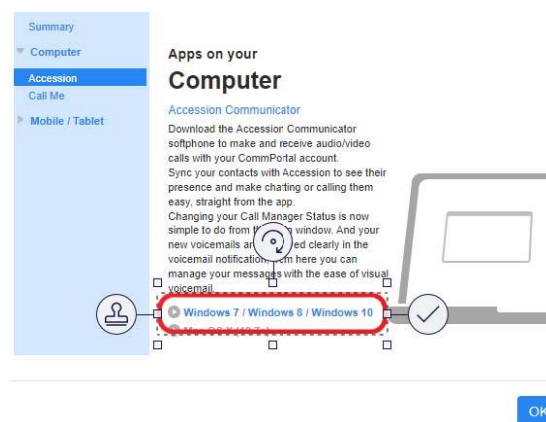 Summary
Computer
Accession
Call Me
Mobile / Tablet
Apps on your
Computer
Accession Communicator
Download the Accession Communicator
softphone to make and receive audio/video
calls with your CommPortal account.
Sync your contacts with Accession to see their
presence and make chatting or calling them
easy, straight from the app.
Changing your Call Manager Status is now
simple to do from window. And your
new voicemails are clearly in the
voicemail notification, here you can
manage your messages with the ease of visual
voicemail.
Windows 7 / Windows 8 / Windows 10
Mac OS X
OK